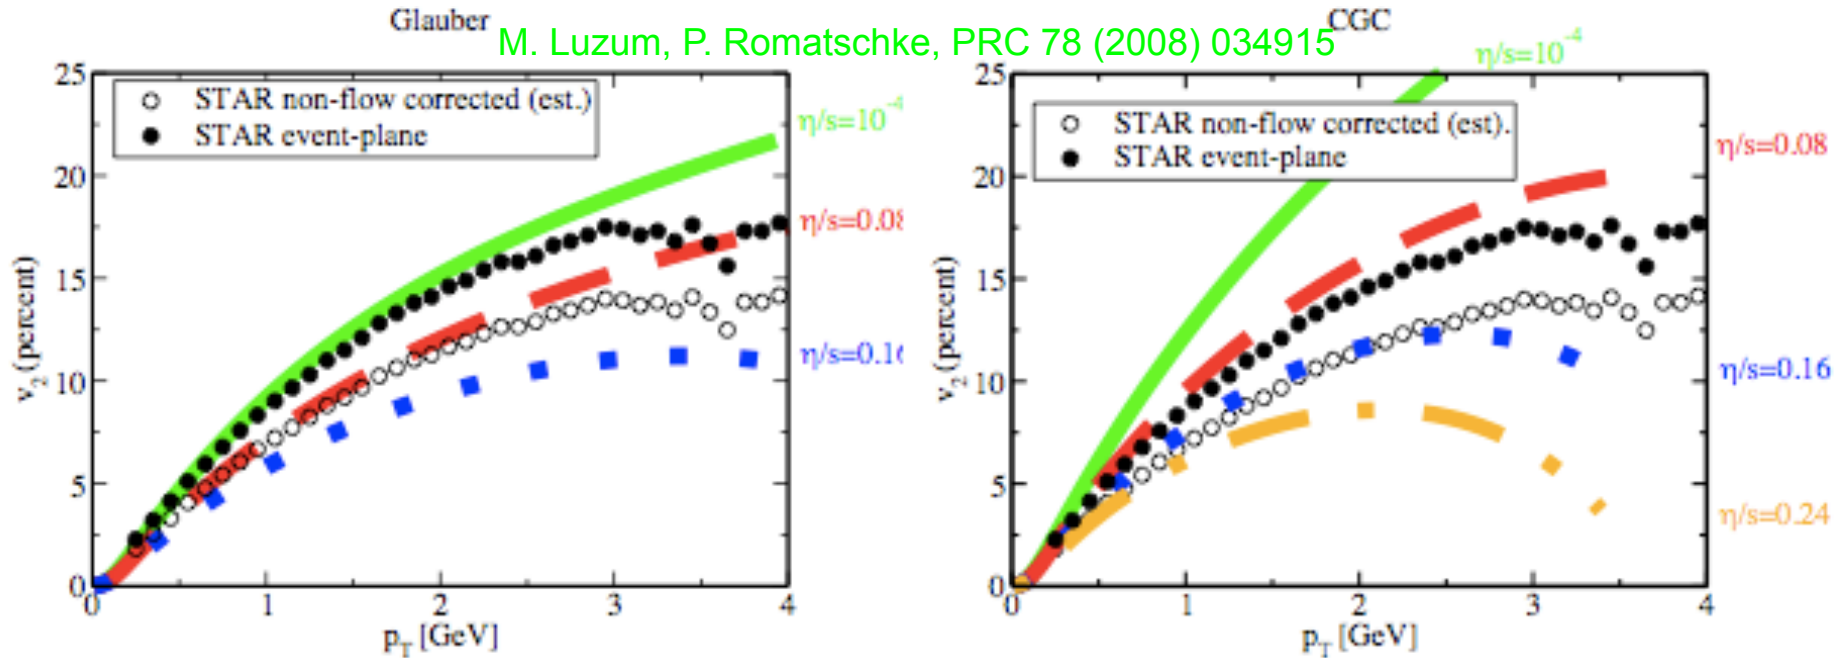 Glauber
M. Luzum, P. Romatschke, PRC 78 (2008) 034915
CGC
η/s=10⁻⁴
25
20
15
10
5
0
v₂ (percent)
STAR non-flow corrected (est.)
STAR event-plane
η/s=10⁻⁴
η/s=0.08
η/s=0.16
0 1 2 3 4
p_T [GeV]
25
20
15
10
5
0
v₂ (percent)
STAR non-flow corrected (est).
STAR event-plane
η/s=0.08
η/s=0.16
η/s=0.24
0 1 2 3 4
p_T [GeV]